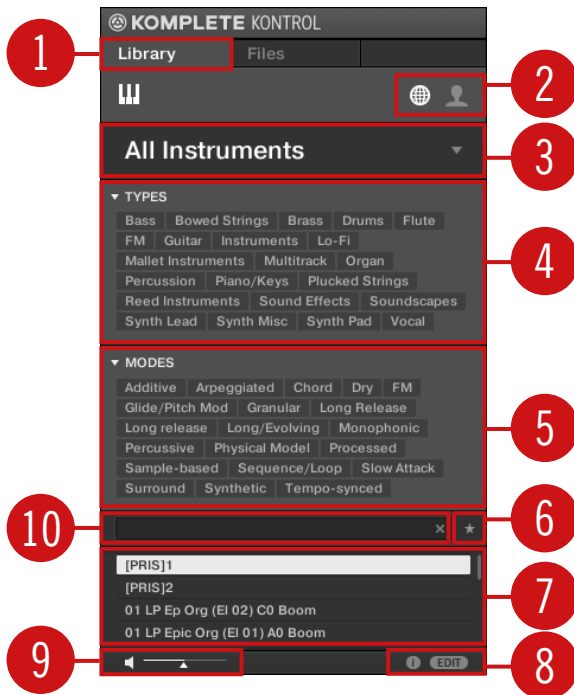 KOMPLETE KONTROL
1
Library Files
2
All Instruments
3
TYPES
Bass Bowed Strings Brass Drums Flute
FM Guitar Instruments Lo-Fi
Mallet Instruments Multitrack Organ
4
Percussion Piano/Keys Plucked Strings
Reed Instruments Sound Effects Soundscapes
Synth Lead Synth Misc Synth Pad Vocal
MODES
Additive Arpeggiated Chord Dry FM
Glide/Pitch Mod Granular Long Release
Long release Long/Evolving Monophonic
5
Percussive Physical Model Processed
Sample-based Sequence/Loop Slow Attack
Surround Synthetic Tempo-synced
6
10
[PRIS]1
[PRIS]2
7
01 LP Ep Org (El 02) C0 Boom
01 LP Epic Org (El 01) A0 Boom
9
EDIT
8